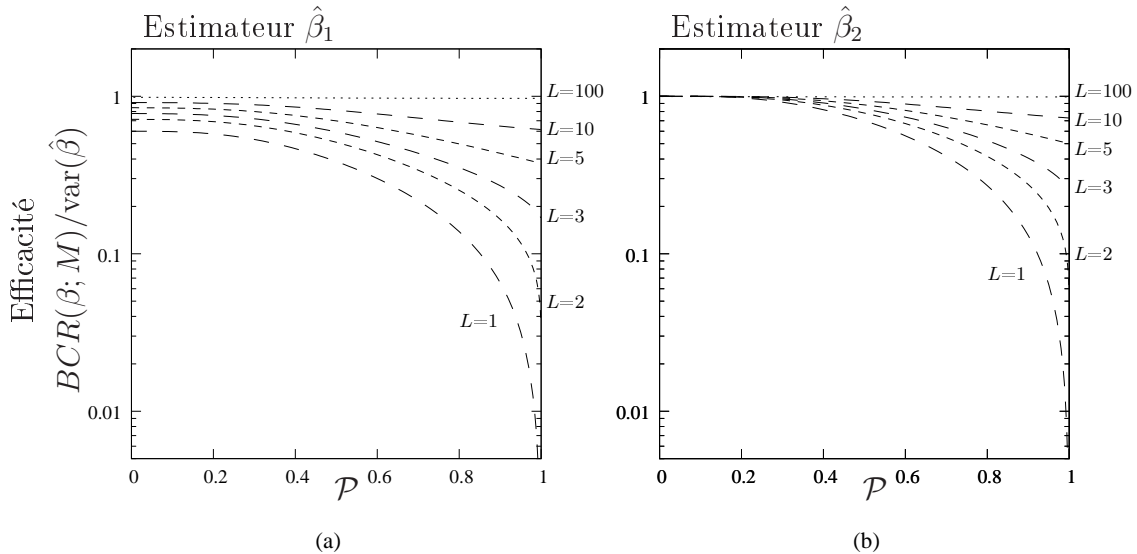 Estimateur β̂₁
Efficacité
BCR(β; M)/var(β̂)
1
0.1
0.01
0 0.2 0.4 0.6 0.8 1
𝒫
L=100
L=10
L=5
L=3
L=2
L=1
(a)
Estimateur β̂₂
1
0.1
0.01
0 0.2 0.4 0.6 0.8 1
𝒫
L=100
L=10
L=5
L=3
L=2
L=1
(b)